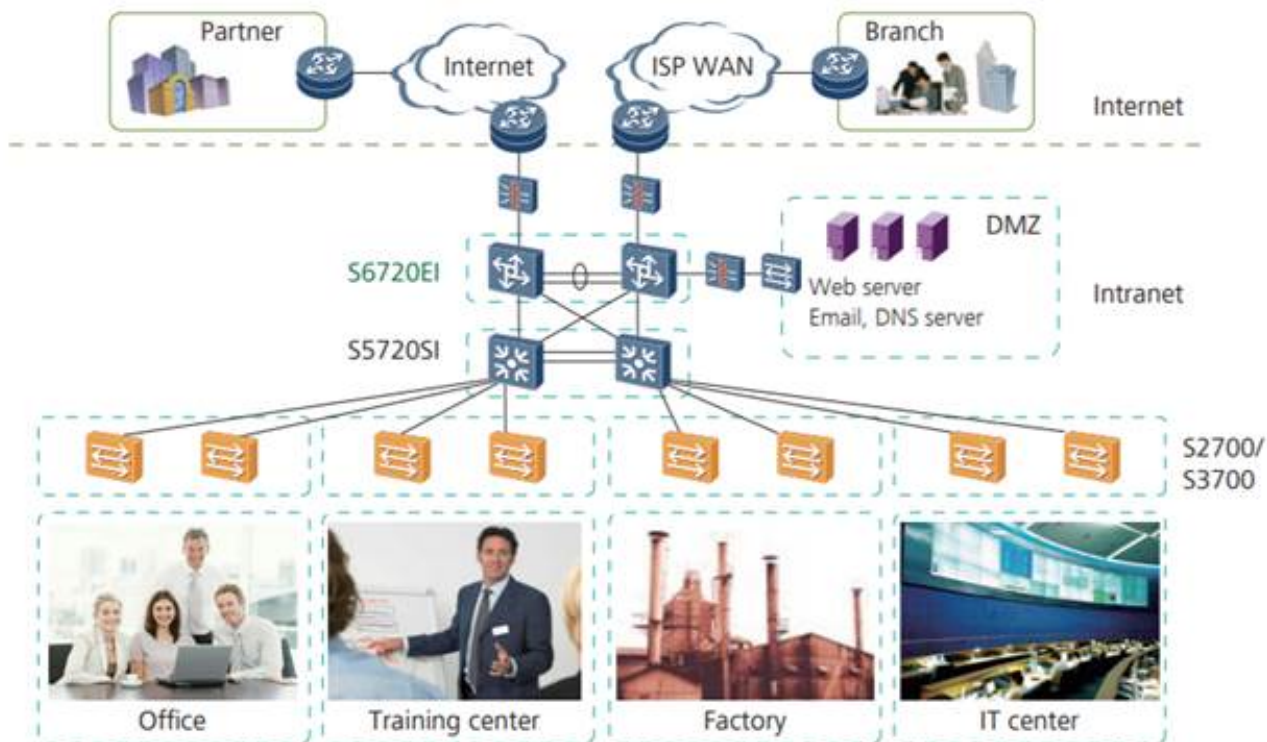 Partner
Internet
ISP WAN
Branch
Internet
DMZ
S6720EI
Web server
Email, DNS server
Intranet
S5720SI
S2700/
S3700
Office
Training center
Factory
IT center